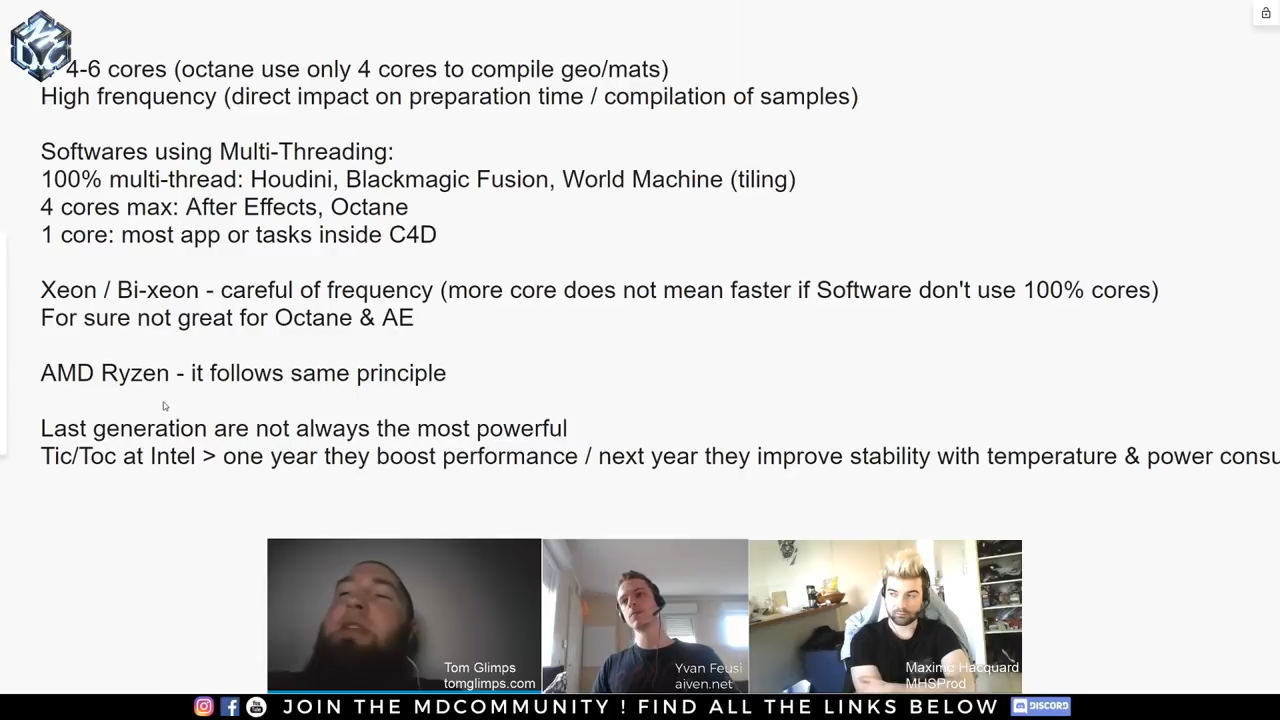 4-6 cores (octane use only 4 cores to compile geo/mats)
High frenquency (direct impact on preparation time / compilation of samples)
Softwares using Multi-Threading:
100% multi-thread: Houdini, Blackmagic Fusion, World Machine (tiling)
4 cores max: After Effects, Octane
1 core: most app or tasks inside C4D
Xeon / Bi-xeon - careful of frequency (more core does not mean faster if Software don't use 100% cores)
For sure not great for Octane & AE
AMD Ryzen - it follows same principle
Last generation are not always the most powerful
Tic/Toc at Intel > one year they boost performance / next year they improve stability with temperature & power consu
Tom Glimps
tomglimps.com
Yvan Feusi
aiven.net
Maxime Hacquard
MHSProd
JOIN THE MDCOMMUNITY ! FIND ALL THE LINKS BELOW
DISCORD